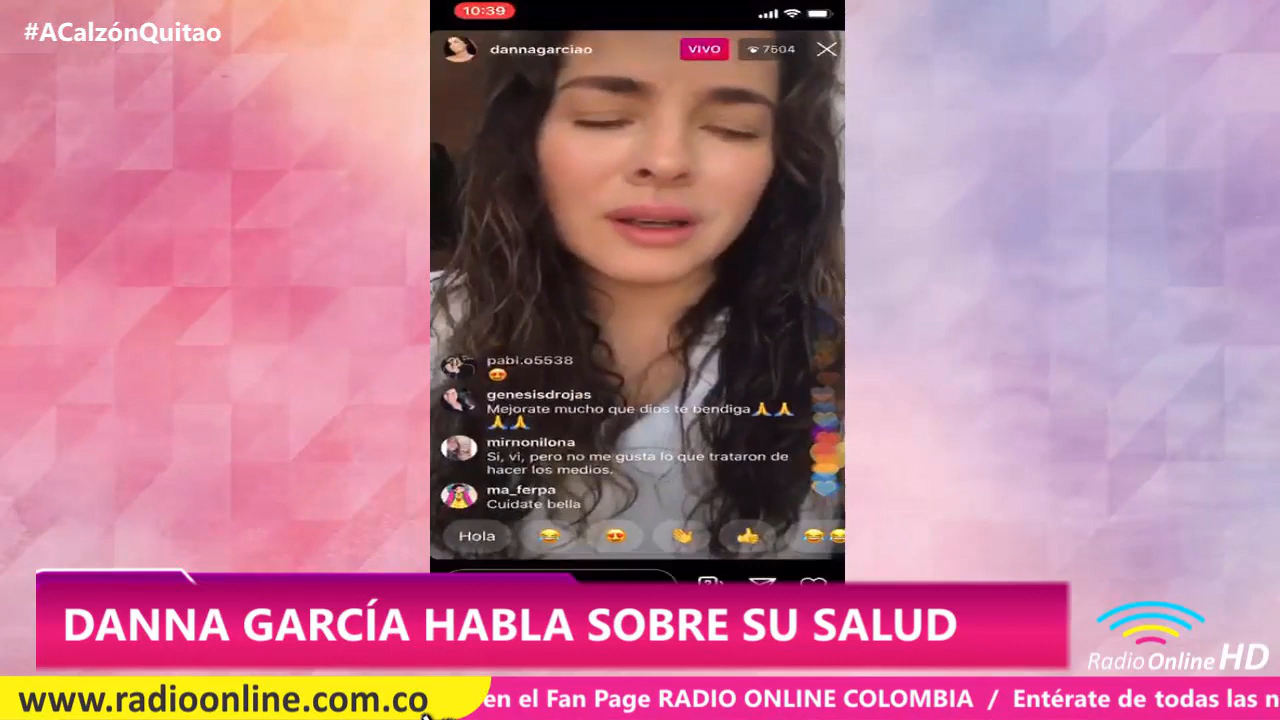 #ACalzónQuitao
10:39
dannagarciao
VIVO
7504
pabl.o5538
😍
genesisdrojas
Mejorate mucho que dios te bendiga🙏🙏
🙏🙏
mirnonilona
Si, vi, pero no me gusta lo que trataron de
hacer los medios.
ma_ferpa
Cuidate bella
Hola 😂 😍 👏 👍 😂😂
DANNA GARCÍA HABLA SOBRE SU SALUD
Radio Online HD
www.radioonline.com.co
en el Fan Page RADIO ONLINE COLOMBIA / Entérate de todas las n